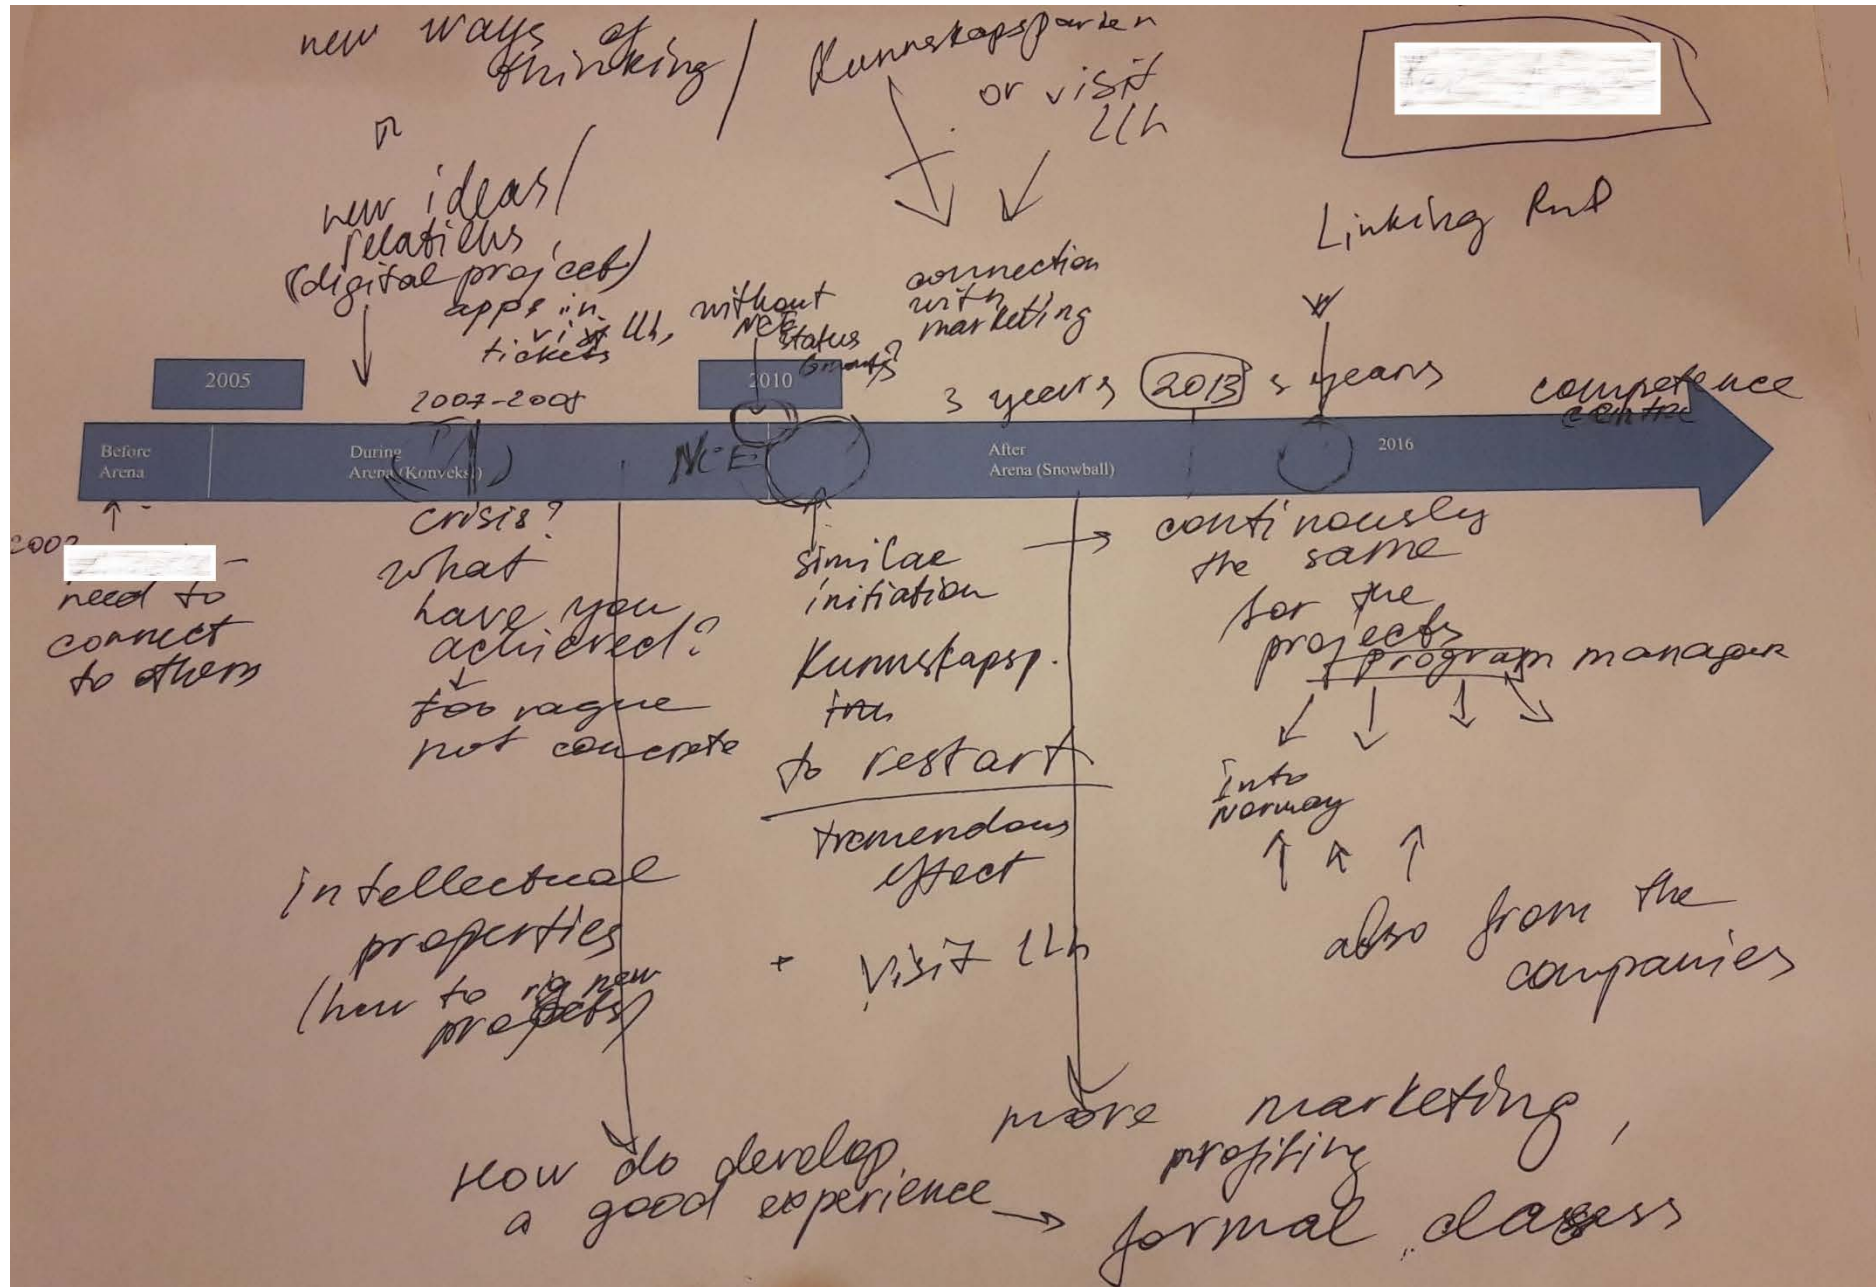 new ways of
thinking /
Kunnskapsparken
or visit
LLh
new ideas /
relations
(digital project)
apps in
visit LLh,
tickets
without
NCE
status
connection
with
marketing
Linking RnD
2005
2010
2007-2008
3 years
2013
3 years
competence
centre
Before
Arena
During
Arena (Konveksj)
NCE
After
Arena (Snowball)
2016
need to
connect
to others
crisis?
what
have you
achieved?
too vague
not concrete
similar
initiation
Kunnskapsp.
to restart
tremendous
effect
+ Visit LLh
continously
the same
for the
projects
program manager
into
Norway
also from the
companies
intellectual
properties
(how to rig new
projects)
How do develop
a good experience
more marketing,
profiling
formal